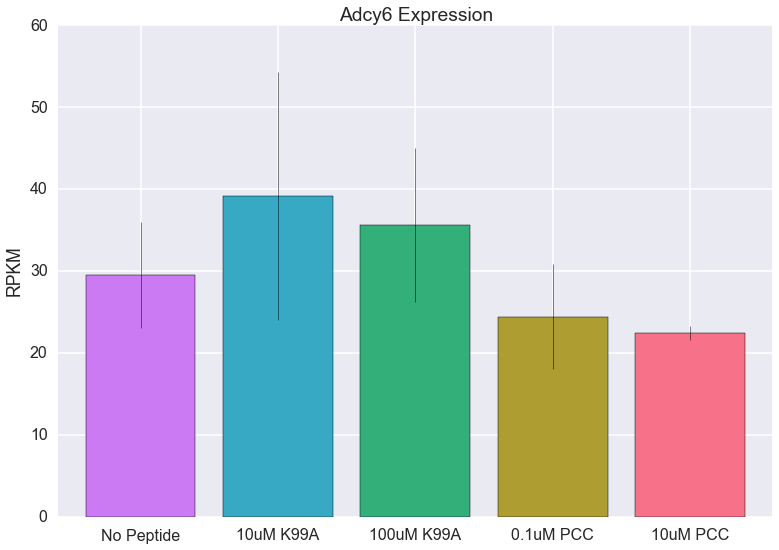 Adcy6 Expression
60
50
40
30
20
10
0
RPKM
No Peptide
10uM K99A
100uM K99A
0.1uM PCC
10uM PCC